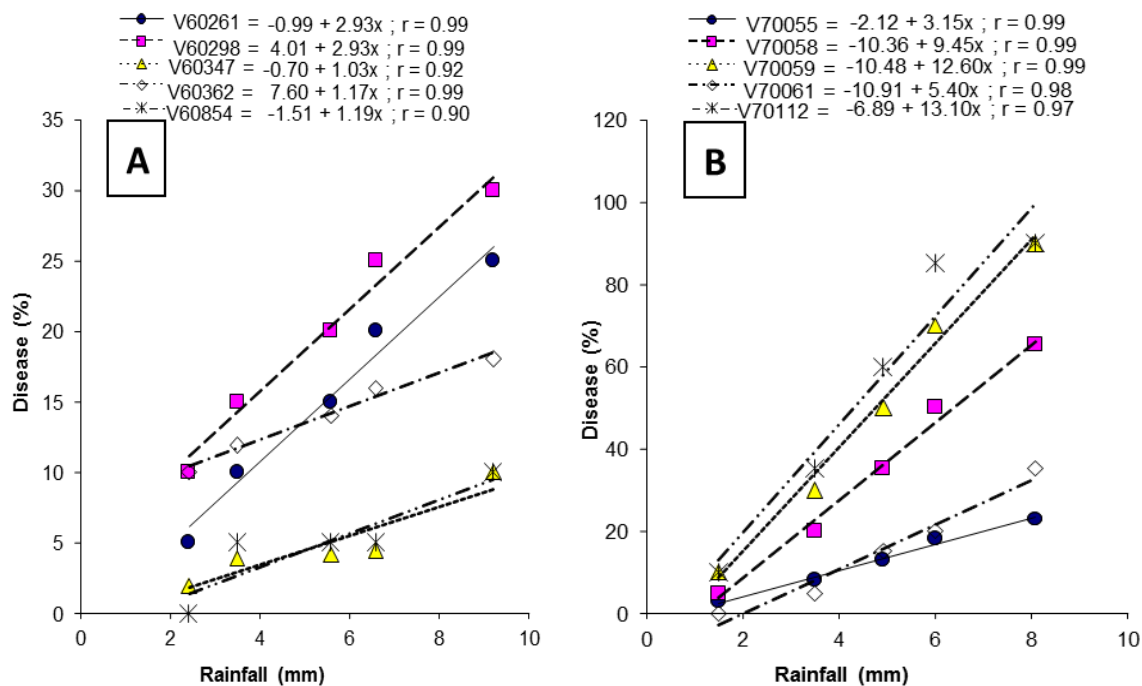 V60261 = -0.99 + 2.93x ; r = 0.99
V60298 = 4.01 + 2.93x ; r = 0.99
V60347 = -0.70 + 1.03x ; r = 0.92
V60362 = 7.60 + 1.17x ; r = 0.99
V60854 = -1.51 + 1.19x ; r = 0.90
35
30
25
20
15
10
5
0
A
Disease (%)
0 2 4 6 8 10
Rainfall (mm)
V70055 = -2.12 + 3.15x ; r = 0.99
V70058 = -10.36 + 9.45x ; r = 0.99
V70059 = -10.48 + 12.60x ; r = 0.99
V70061 = -10.91 + 5.40x ; r = 0.98
V70112 = -6.89 + 13.10x ; r = 0.97
120
100
80
60
40
20
0
B
Disease (%)
0 2 4 6 8 10
Rainfall (mm)